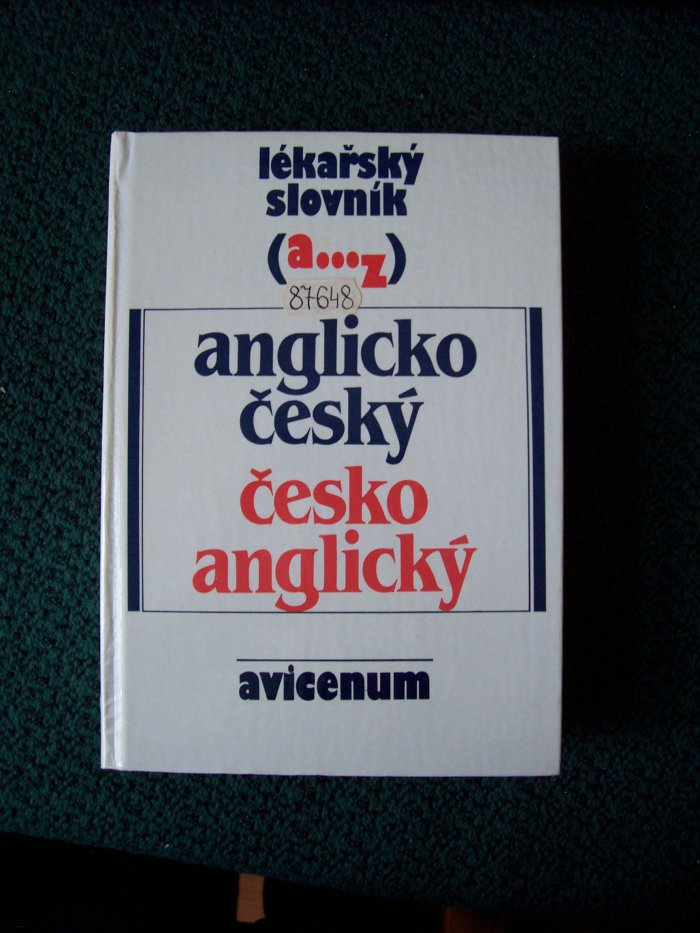 lékařský
slovník
(a...z)
87648
anglicko
český
česko
anglický
avicenum